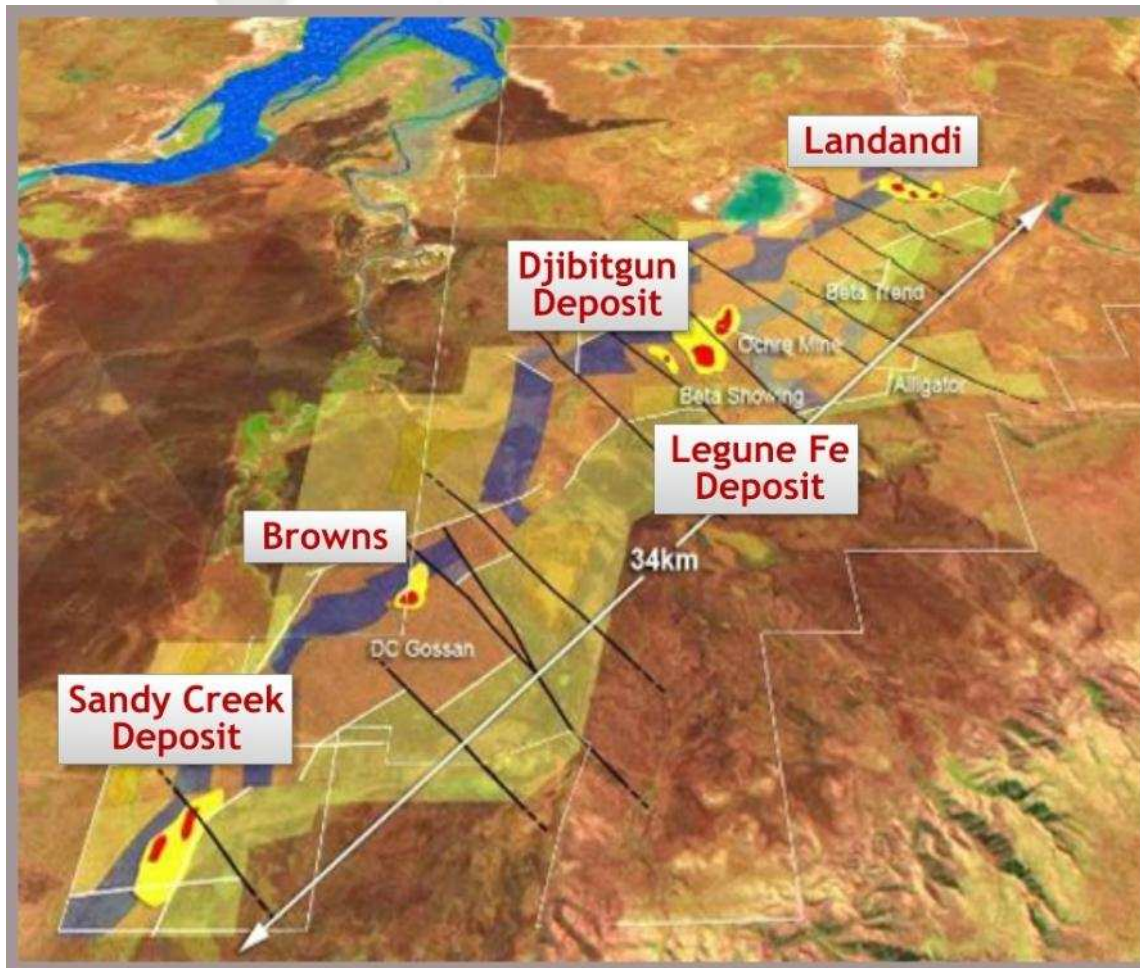 Landandi
Djibitgun
Deposit
Beta Trend
Ochre Mine
Alligator
Beta Showing
Legune Fe
Deposit
Browns
34km
DC Gossan
Sandy Creek
Deposit